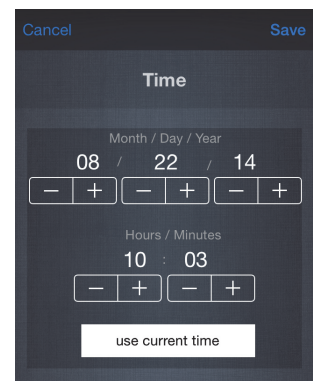 Cancel Save
Time
Month / Day / Year
08 / 22 / 14
− + − + − +
Hours / Minutes
10 : 03
− + − +
use current time